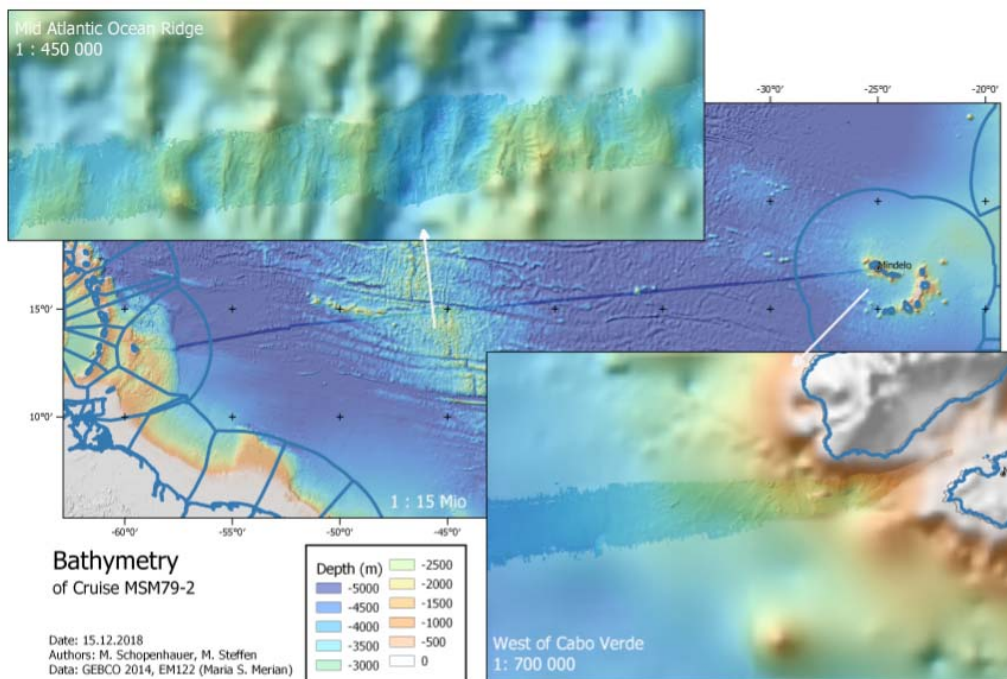 Mid Atlantic Ocean Ridge
1 : 450 000
-30°0'
-25°0'
-20°0'
Mindelo
15°0'
10°0'
1 : 15 Mio
-60°0'
-55°0'
-50°0'
-45°0'
West of Cabo Verde
1: 700 000
Bathymetry
of Cruise MSM79-2
Date: 15.12.2018
Authors: M. Schopenhauer, M. Steffen
Data: GEBCO 2014, EM122 (Maria S. Merian)
Depth (m)
-5000
-4500
-4000
-3500
-3000
-2500
-2000
-1500
-1000
-500
0